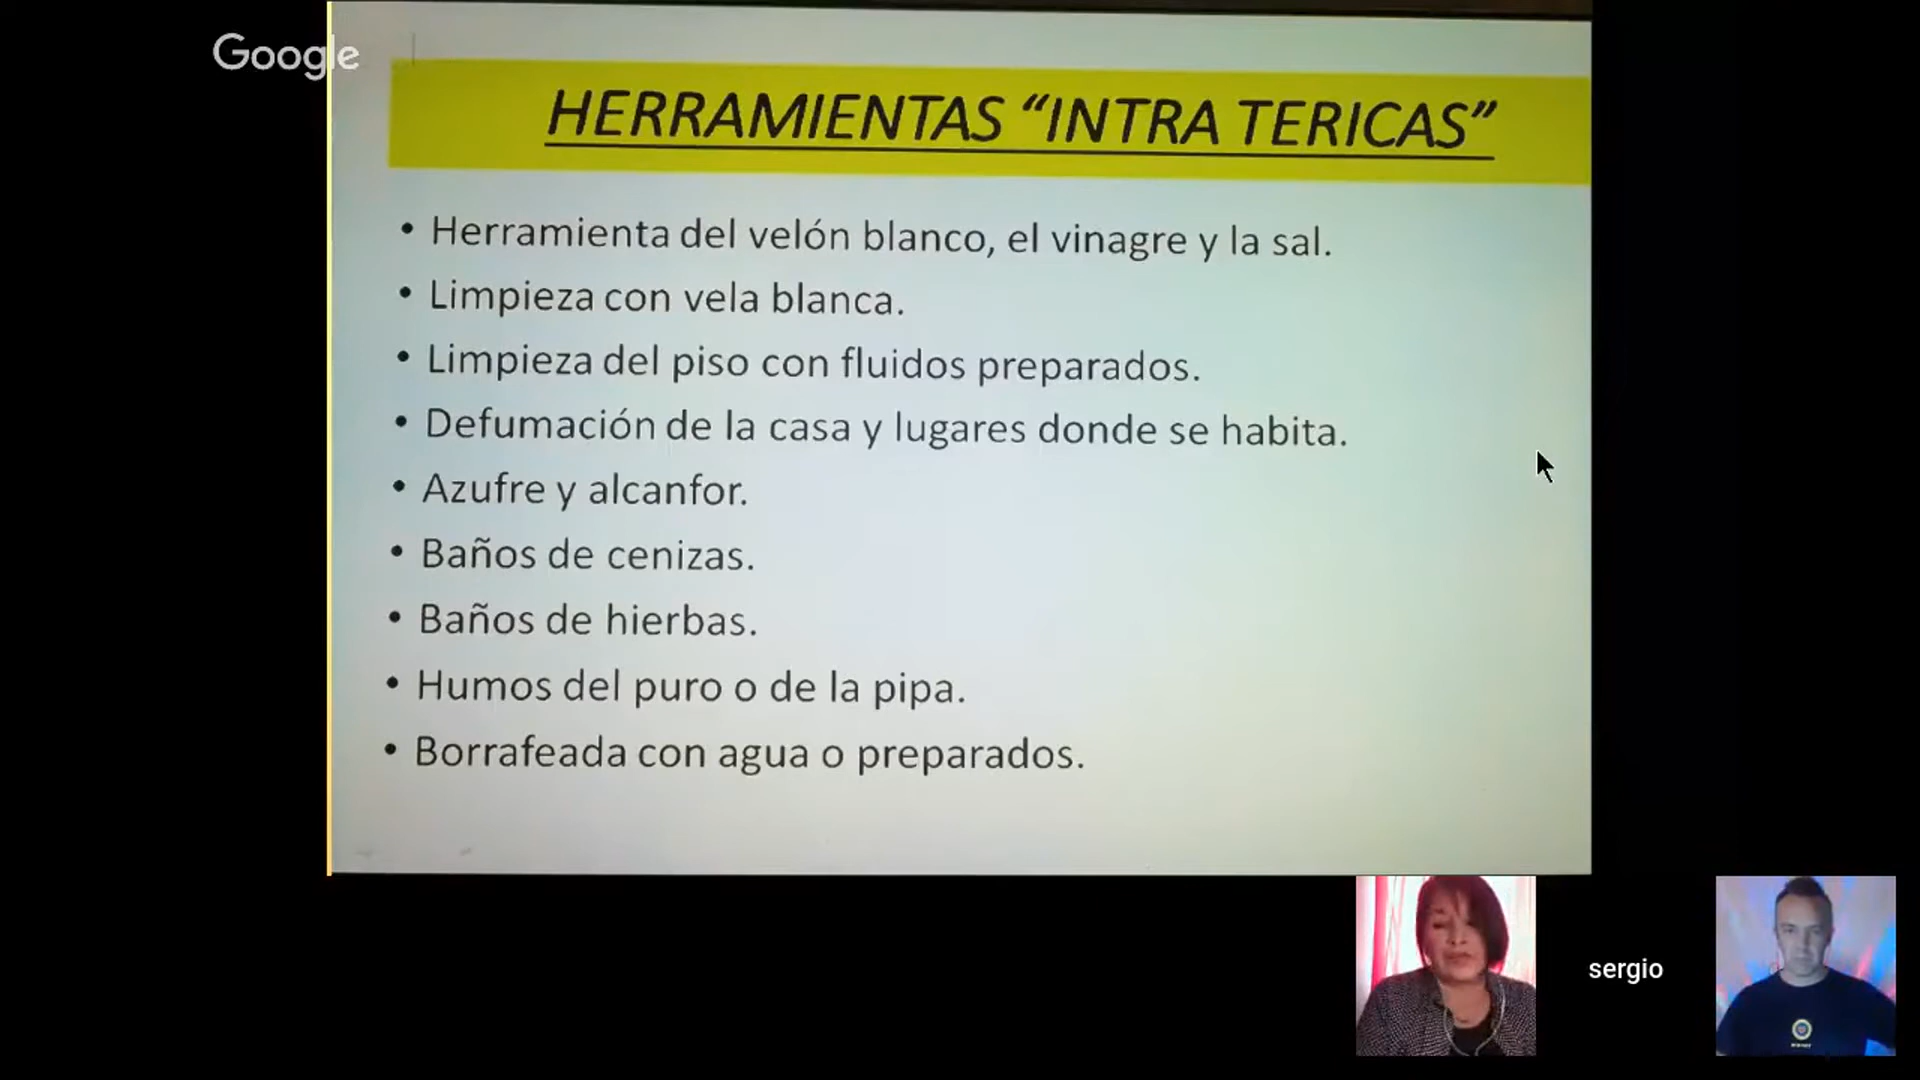 Google
HERRAMIENTAS “INTRA TERICAS”
• Herramienta del velón blanco, el vinagre y la sal.
• Limpieza con vela blanca.
• Limpieza del piso con fluidos preparados.
• Defumación de la casa y lugares donde se habita.
• Azufre y alcanfor.
• Baños de cenizas.
• Baños de hierbas.
• Humos del puro o de la pipa.
• Borrafeada con agua o preparados.
sergio